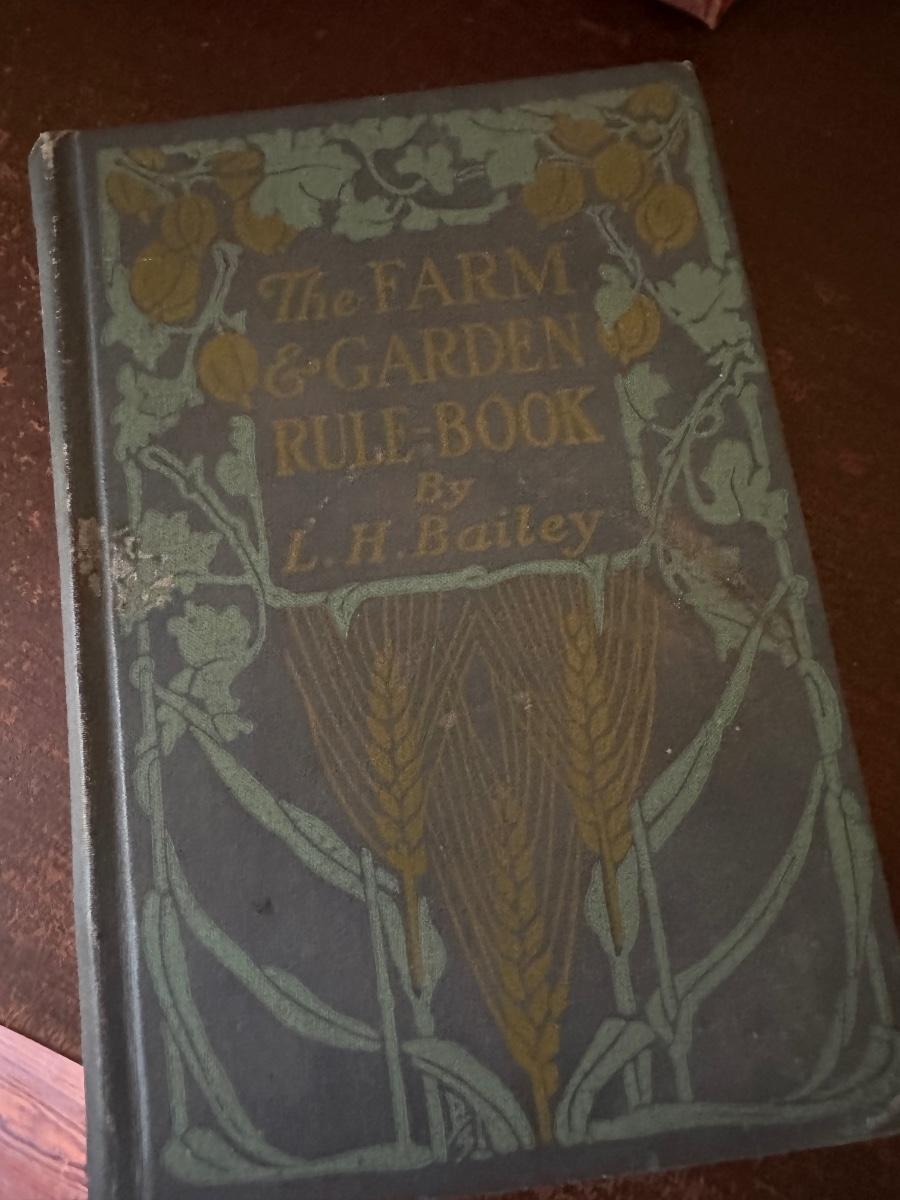 The FARM
& GARDEN
RULE-BOOK
By
L. H. Bailey